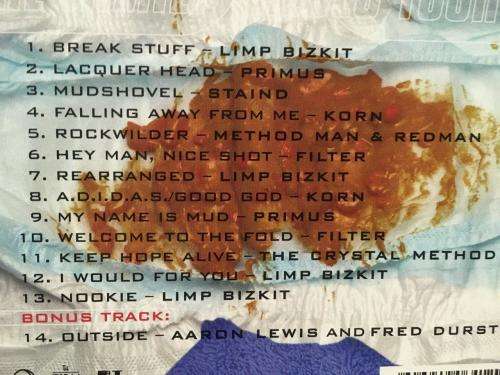 1. BREAK STUFF – LIMP BIZKIT
2. LACQUER HEAD – PRIMUS
3. MUDSHOVEL – STAIND
4. FALLING AWAY FROM ME – KORN
5. ROCKWILDER – METHOD MAN & REDMAN
6. HEY MAN, NICE SHOT – FILTER
7. REARRANGED – LIMP BIZKIT
8. A.D.I.D.A.S./GOOD GOD – KORN
9. MY NAME IS MUD – PRIMUS
10. WELCOME TO THE FOLD – FILTER
11. KEEP HOPE ALIVE – THE CRYSTAL METHOD
12. I WOULD FOR YOU – LIMP BIZKIT
13. NOOKIE – LIMP BIZKIT
BONUS TRACK:
14. OUTSIDE – AARON LEWIS AND FRED DURST